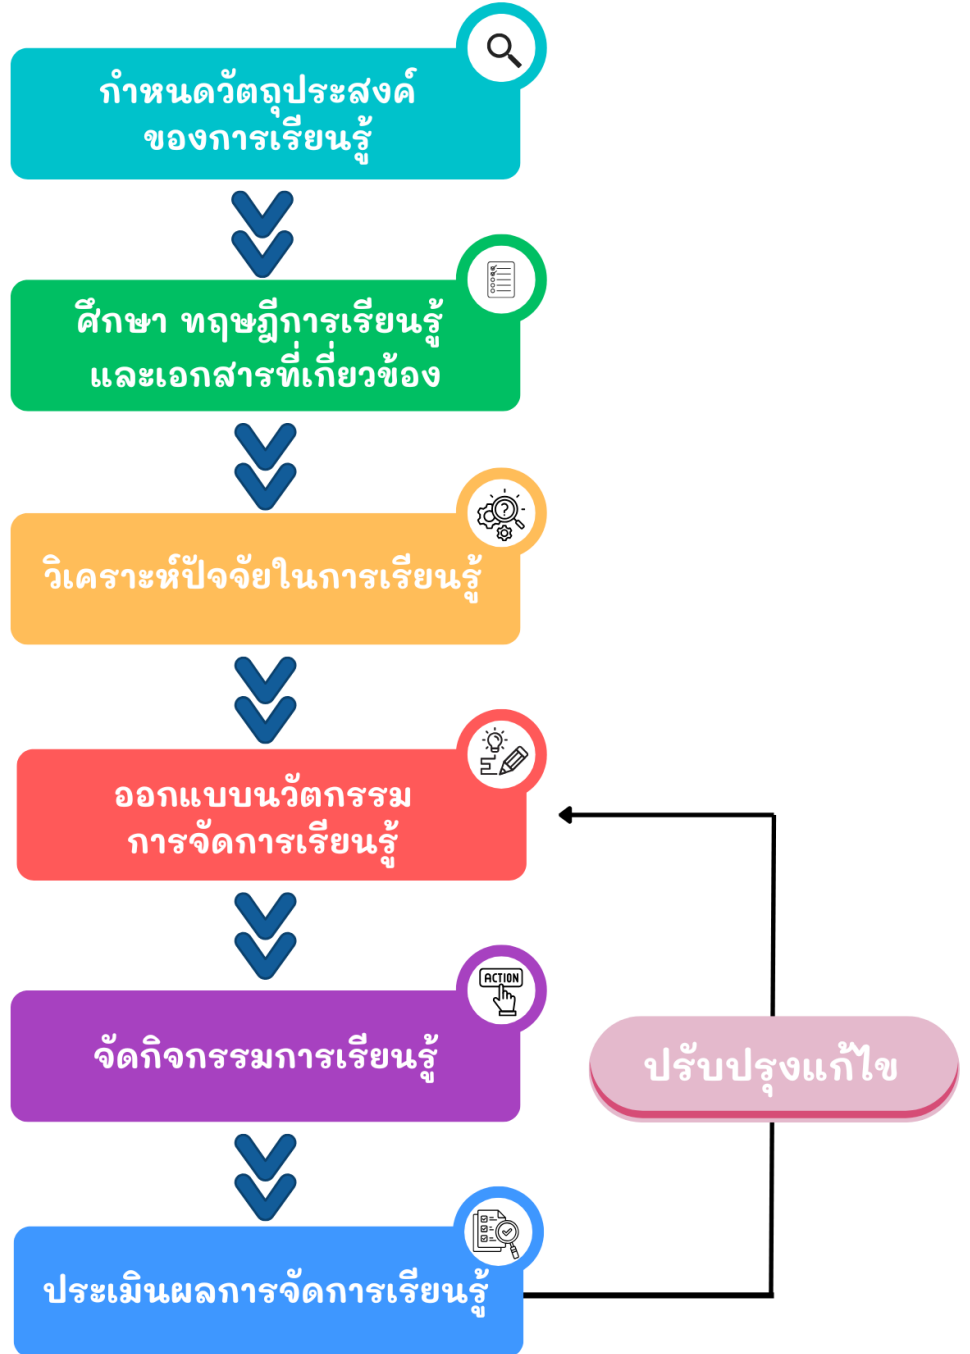 กำหนดวัตถุประสงค์
ของการเรียนรู้
ศึกษา ทฤษฎีการเรียนรู้
และเอกสารที่เกี่ยวข้อง
วิเคราะห์ปัจจัยในการเรียนรู้
ออกแบบนวัตกรรม
การจัดการเรียนรู้
ACTION
จัดกิจกรรมการเรียนรู้
ปรับปรุงแก้ไข
ประเมินผลการจัดการเรียนรู้